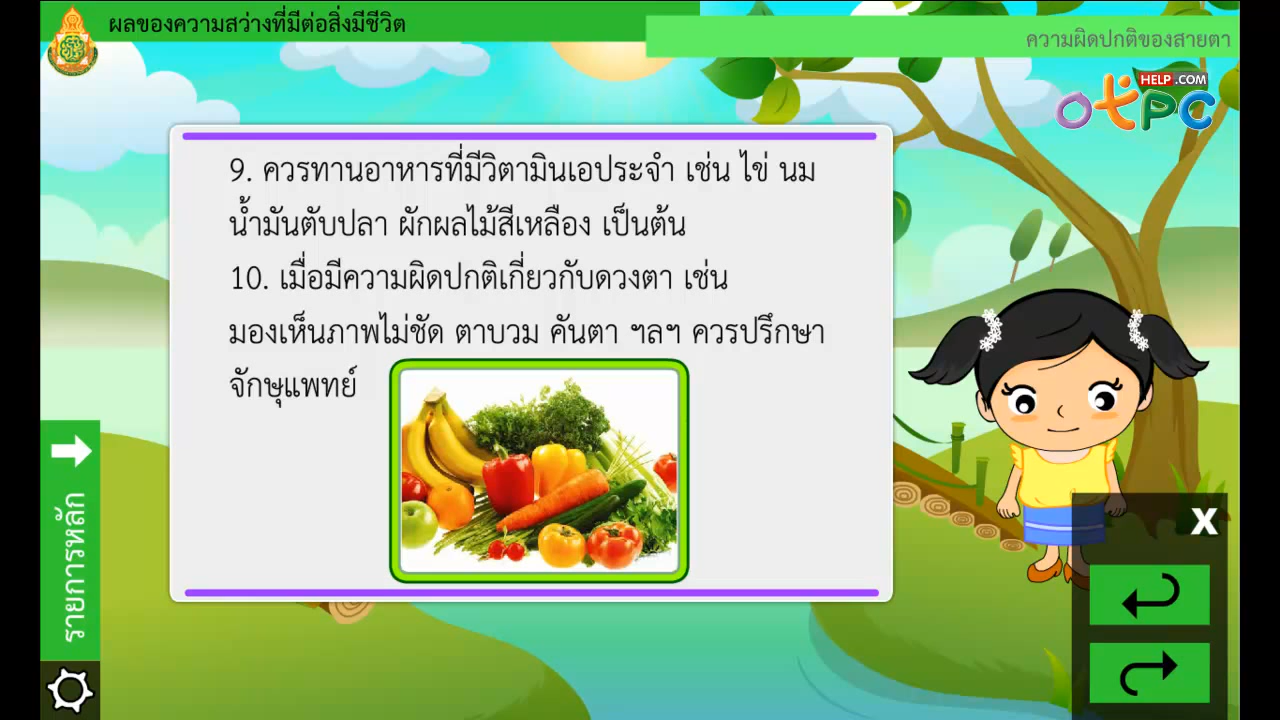 ผลของความสว่างที่มีต่อสิ่งมีชีวิต
ความผิดปกติของสายตา
HELP .COM
OTPC
9. ควรทานอาหารที่มีวิตามินเอประจำ เช่น ไข่ นม
น้ำมันตับปลา ผักผลไม้สีเหลือง เป็นต้น
10. เมื่อมีความผิดปกติเกี่ยวกับดวงตา เช่น
มองเห็นภาพไม่ชัด ตาบวม คันตา ฯลฯ ควรปรึกษา
จักษุแพทย์
รายการหลัก
X